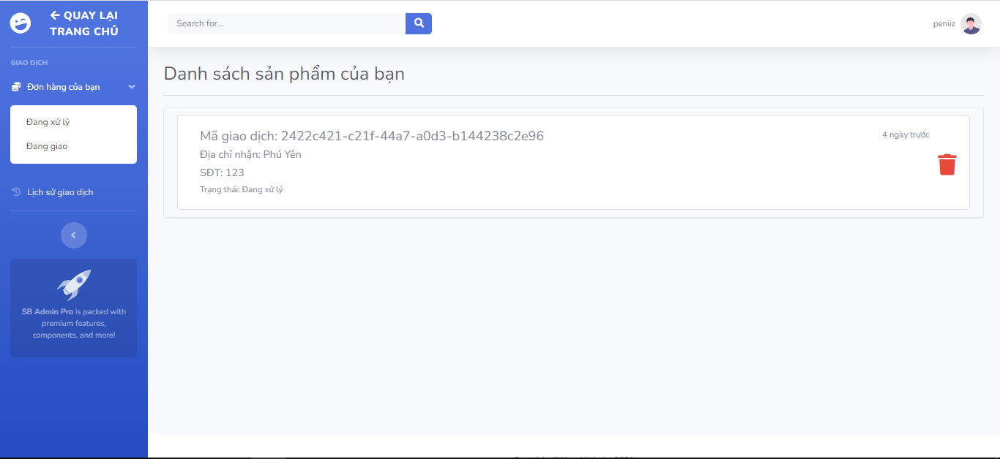 ← QUAY LẠI
TRANG CHỦ
GIAO DỊCH
Đơn hàng của bạn
Đang xử lý
Đang giao
Lịch sử giao dịch
SB Admin Pro is packed with
premium features,
components, and more!
Search for...
peniiz
Danh sách sản phẩm của bạn
Mã giao dịch: 2422c421-c21f-44a7-a0d3-b144238c2e96
4 ngày trước
Địa chỉ nhận: Phú Yên
SĐT: 123
Trạng thái: Đang xử lý